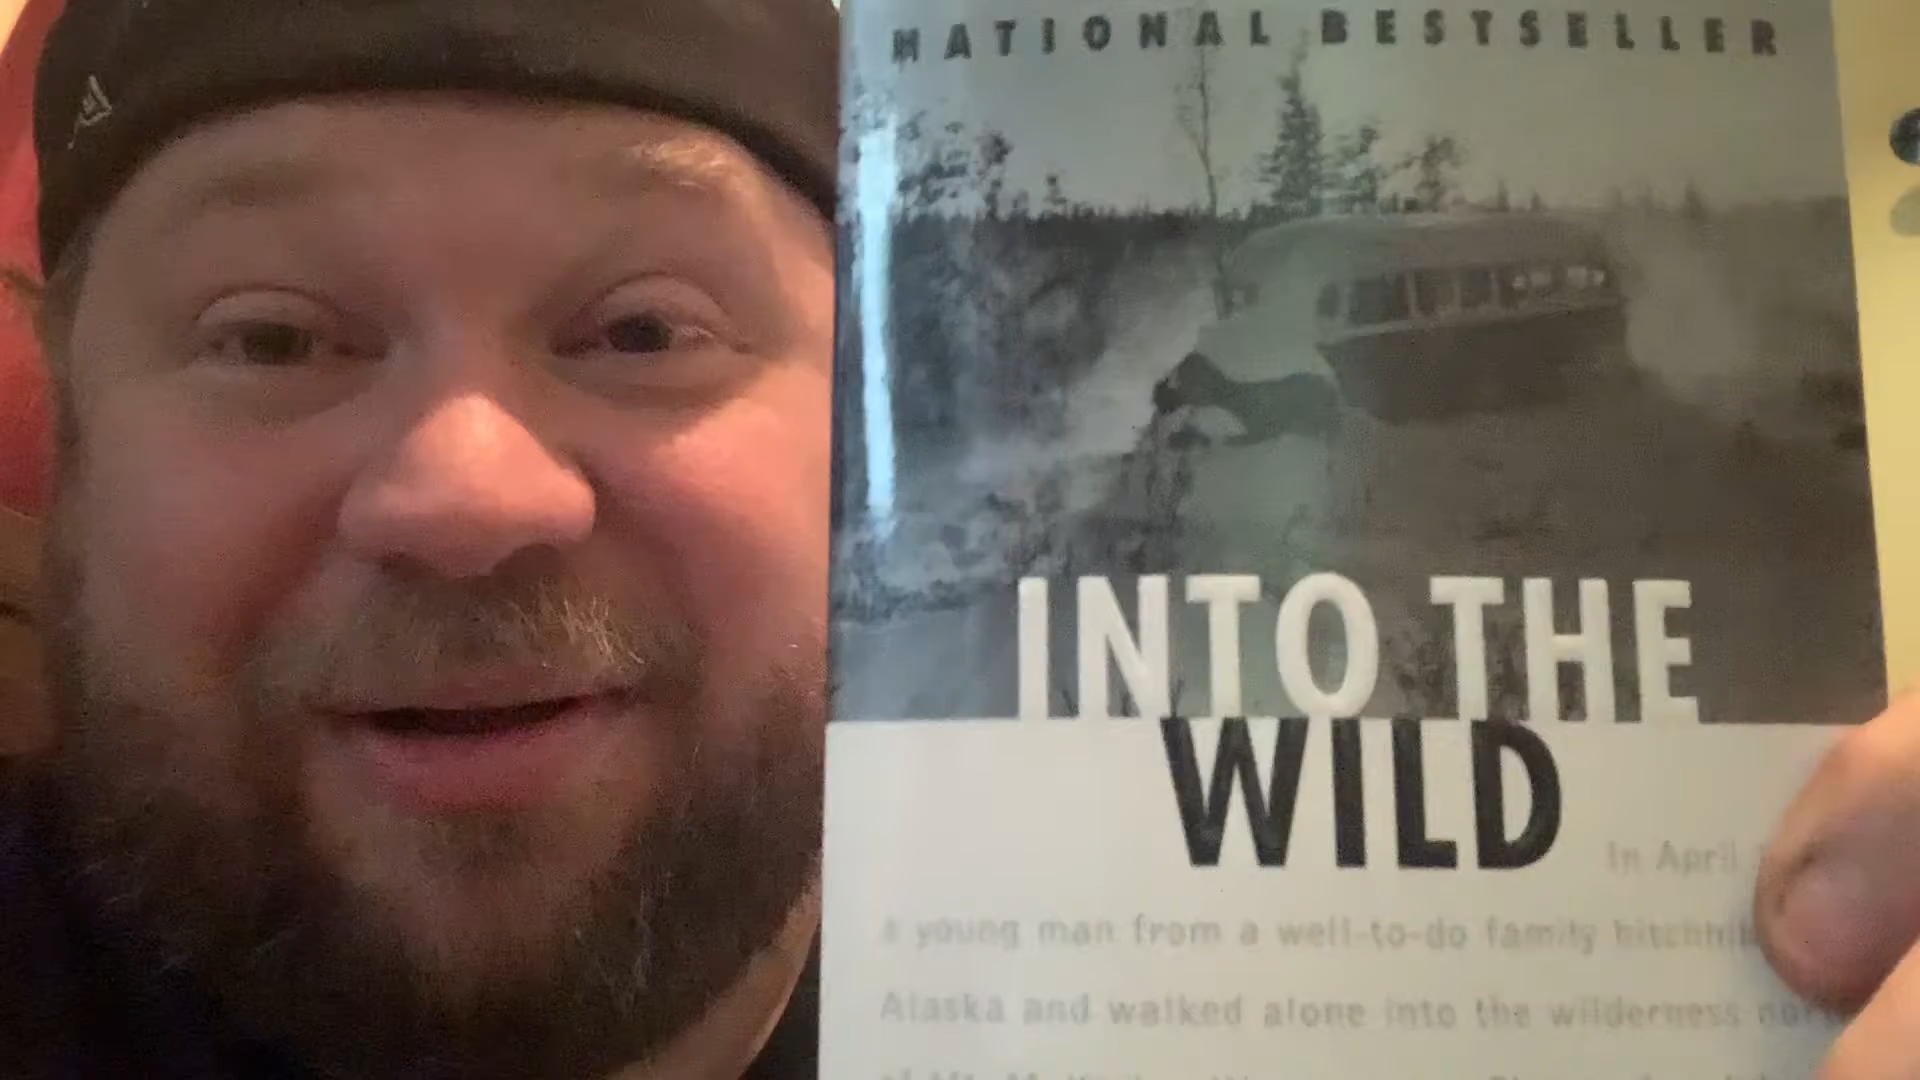 NATIONAL BESTSELLER
INTO THE
WILD
In April
a young man from a well-to-do family
Alaska and walked alone into the wilderness